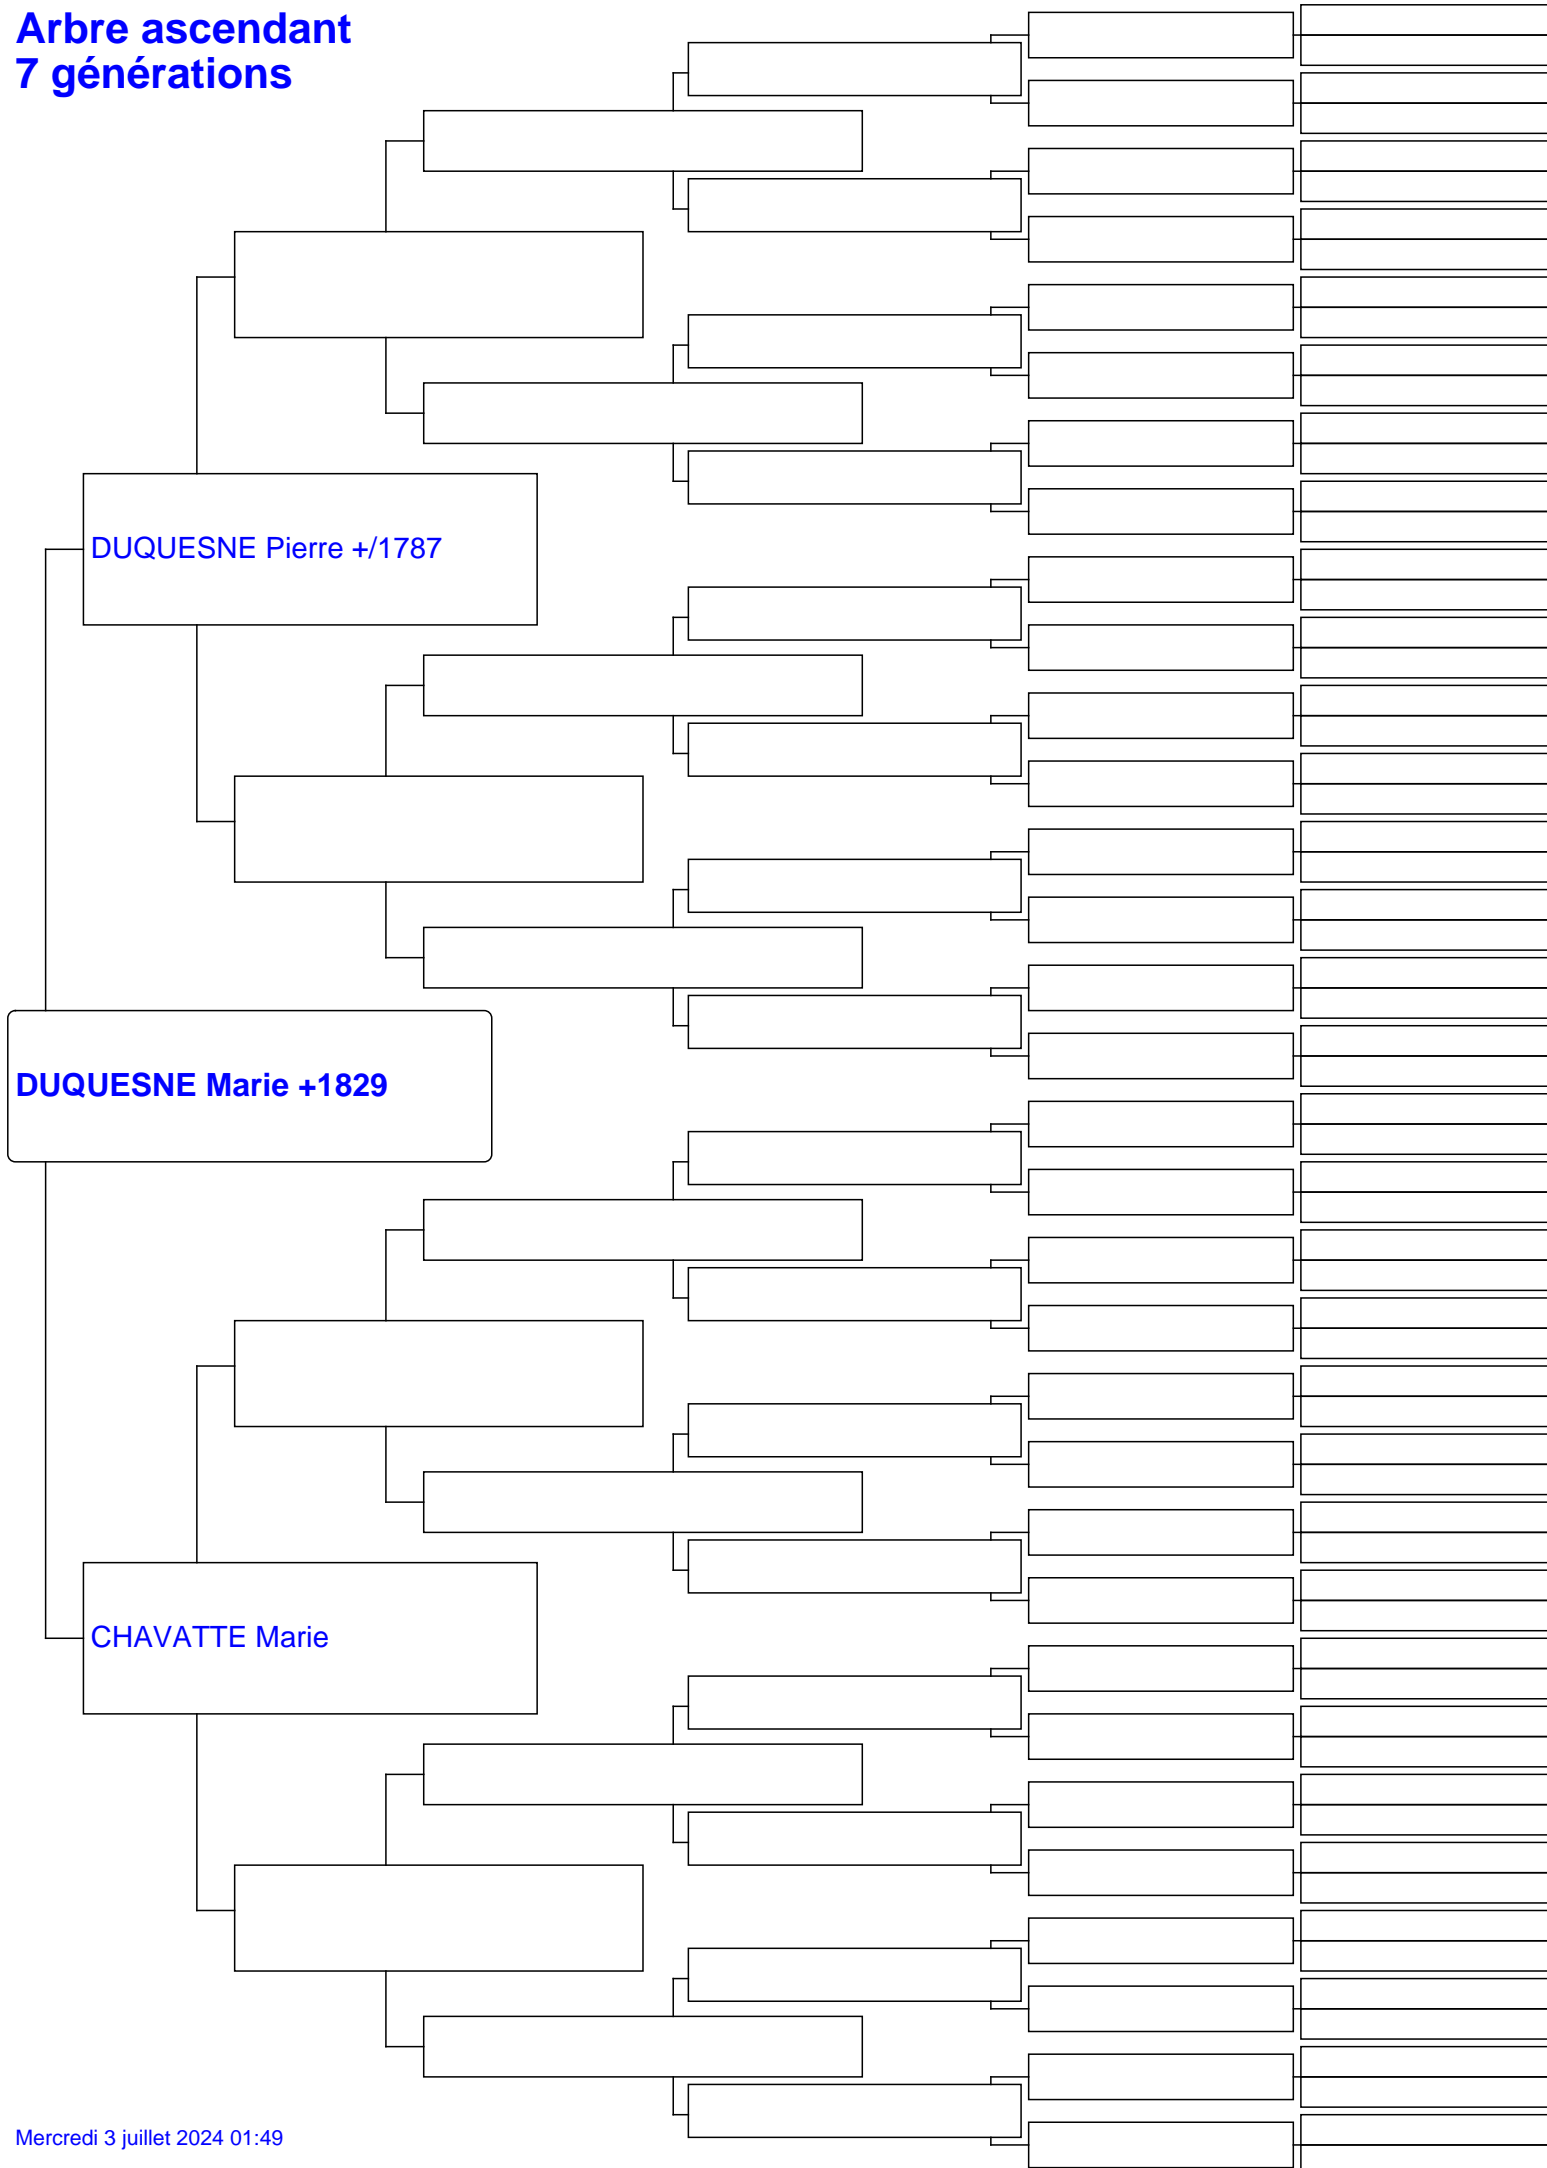 Arbre ascendant
7 générations
DUQUESNE Pierre +/1787
DUQUESNE Marie +1829
CHAVATTE Marie
Mercredi 3 juillet 2024 01:49